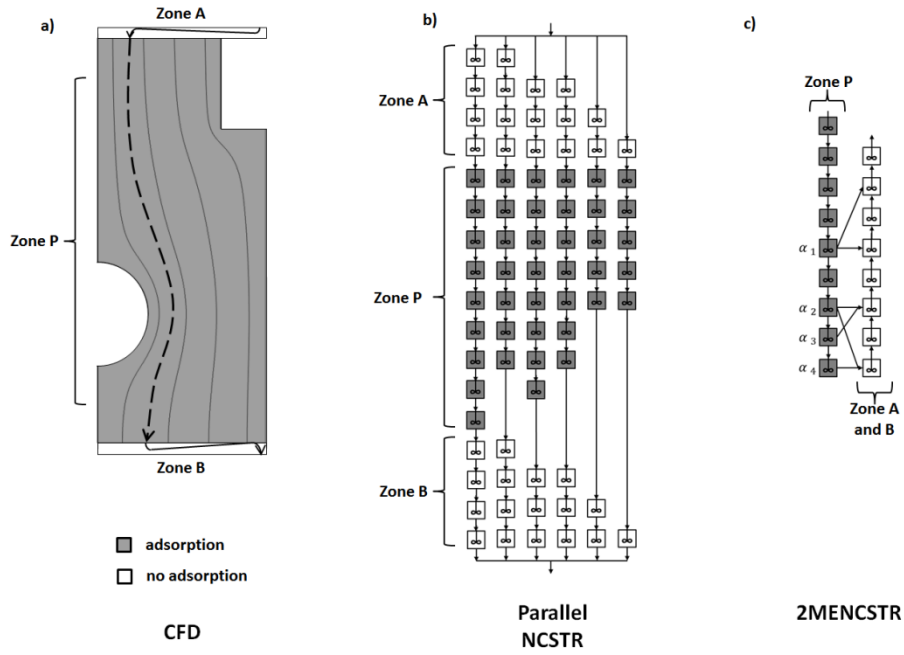 a)
Zone A
Zone P
Zone B
adsorption
no adsorption
CFD
b)
Zone A
Zone P
Zone B
Parallel
NCSTR
c)
Zone P
α 1
α 2
α 3
α 4
Zone A
and B
2MENCSTR